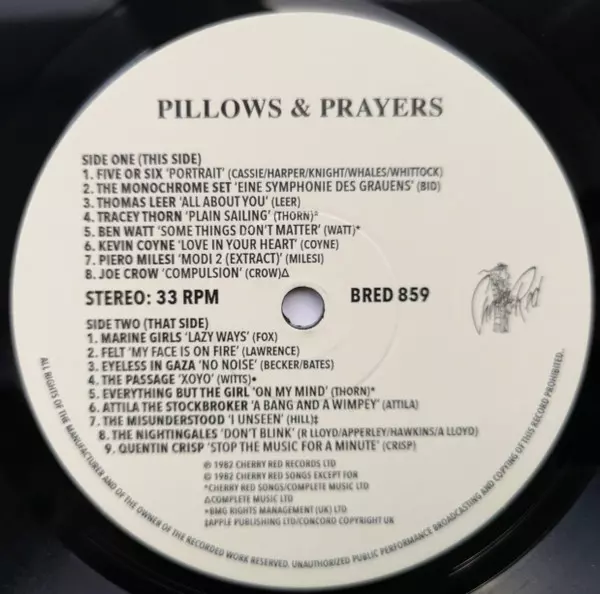 PILLOWS & PRAYERS
SIDE ONE (THIS SIDE)
1. FIVE OR SIX 'PORTRAIT' (CASSIE/HARPER/KNIGHT/WHALES/WHITTOCK)
2. THE MONOCHROME SET 'EINE SYMPHONIE DES GRAUENS' (BID)
3. THOMAS LEER 'ALL ABOUT YOU' (LEER)
4. TRACEY THORN 'PLAIN SAILING' (THORN)^
5. BEN WATT 'SOME THINGS DON'T MATTER' (WATT)*
6. KEVIN COYNE 'LOVE IN YOUR HEART' (COYNE)
7. PIERO MILESI 'MODI 2 (EXTRACT)' (MILESI)
8. JOE CROW 'COMPULSION' (CROW)Δ
STEREO: 33 RPM
BRED 859
Cherry Red
SIDE TWO (THAT SIDE)
1. MARINE GIRLS 'LAZY WAYS' (FOX)
2. FELT 'MY FACE IS ON FIRE' (LAWRENCE)
3. EYELESS IN GAZA 'NO NOISE' (BECKER/BATES)
4. THE PASSAGE 'XOYO' (WITTS)•
5. EVERYTHING BUT THE GIRL 'ON MY MIND' (THORN)*
6. ATTILA THE STOCKBROKER 'A BANG AND A WIMPEY' (ATTILA)
7. THE MISUNDERSTOOD 'I UNSEEN' (HILL)‡
8. THE NIGHTINGALES 'DON'T BLINK' (R LLOYD/APPERLEY/HAWKINS/A LLOYD)
9. QUENTIN CRISP 'STOP THE MUSIC FOR A MINUTE' (CRISP)
℗ 1982 CHERRY RED RECORDS LTD
© 1982 CHERRY RED SONGS EXCEPT FOR
^CHERRY RED SONGS/COMPLETE MUSIC LTD
ΔCOMPLETE MUSIC LTD
*BMG RIGHTS MANAGEMENT (UK) LTD
‡APPLE PUBLISHING LTD/CONCORD COPYRIGHT UK
ALL RIGHTS OF THE MANUFACTURER AND OF THE OWNER OF THE RECORDED WORK RESERVED. UNAUTHORIZED PUBLIC PERFORMANCE BROADCASTING AND COPYING OF THIS RECORD PROHIBITED.